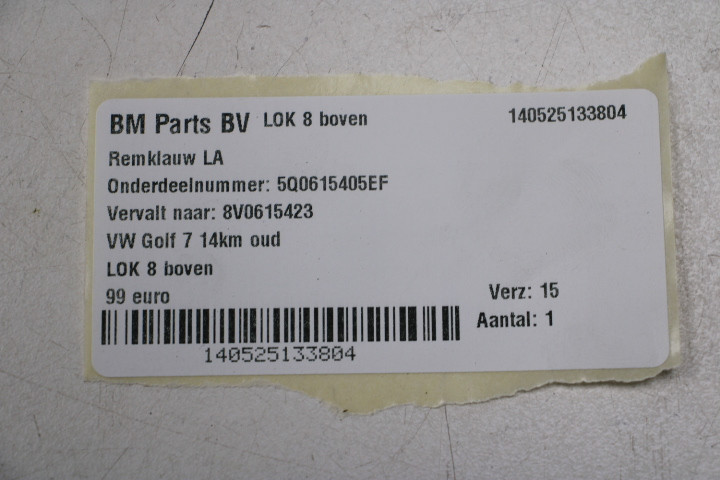 BM Parts BV LOK 8 boven 140525133804
Remklauw LA
Onderdeelnummer: 5Q0615405EF
Vervalt naar: 8V0615423
VW Golf 7 14km oud
LOK 8 boven
99 euro Verz: 15
Aantal: 1
140525133804